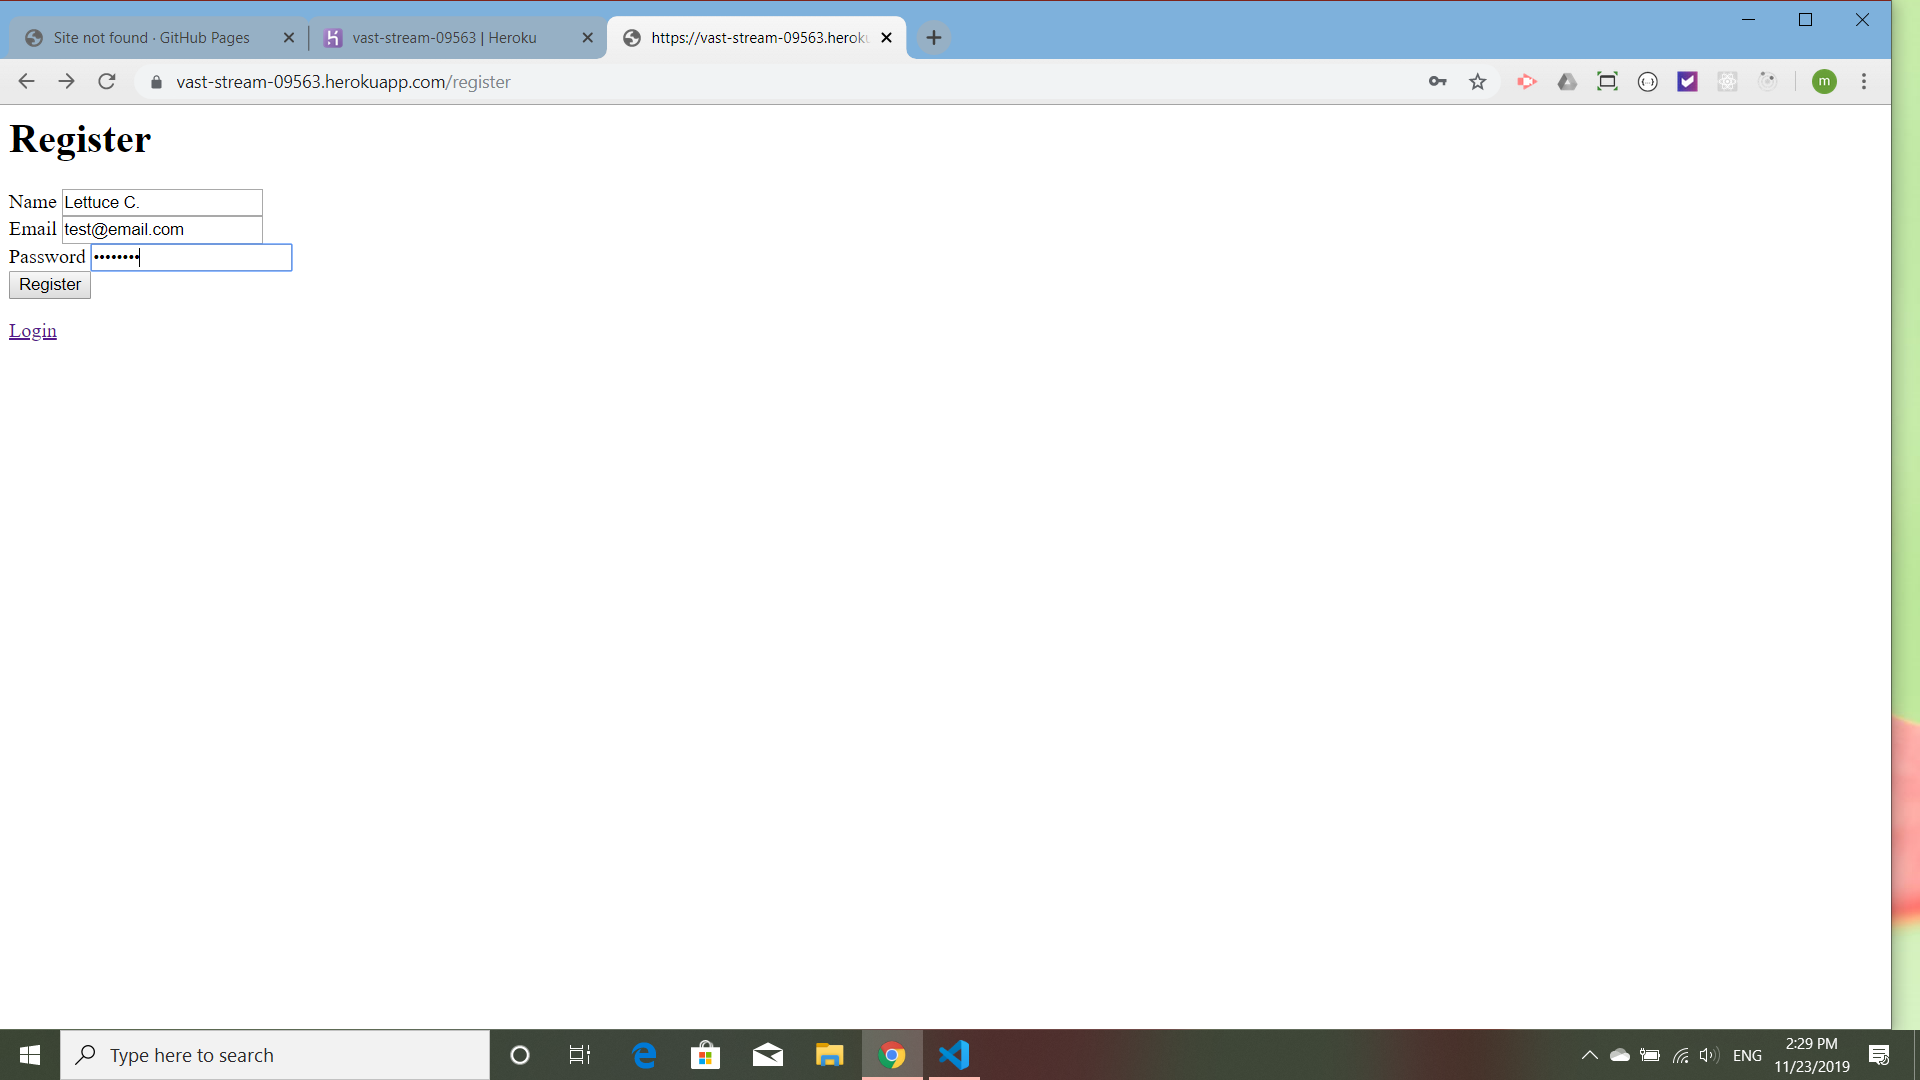 Site not found · GitHub Pages
vast-stream-09563 | Heroku
https://vast-stream-09563.heroku
vast-stream-09563.herokuapp.com/register
m
Register
Name Lettuce C.
Email test@email.com
Password ••••••••
Register
Login
Type here to search
ENG
2:29 PM
11/23/2019